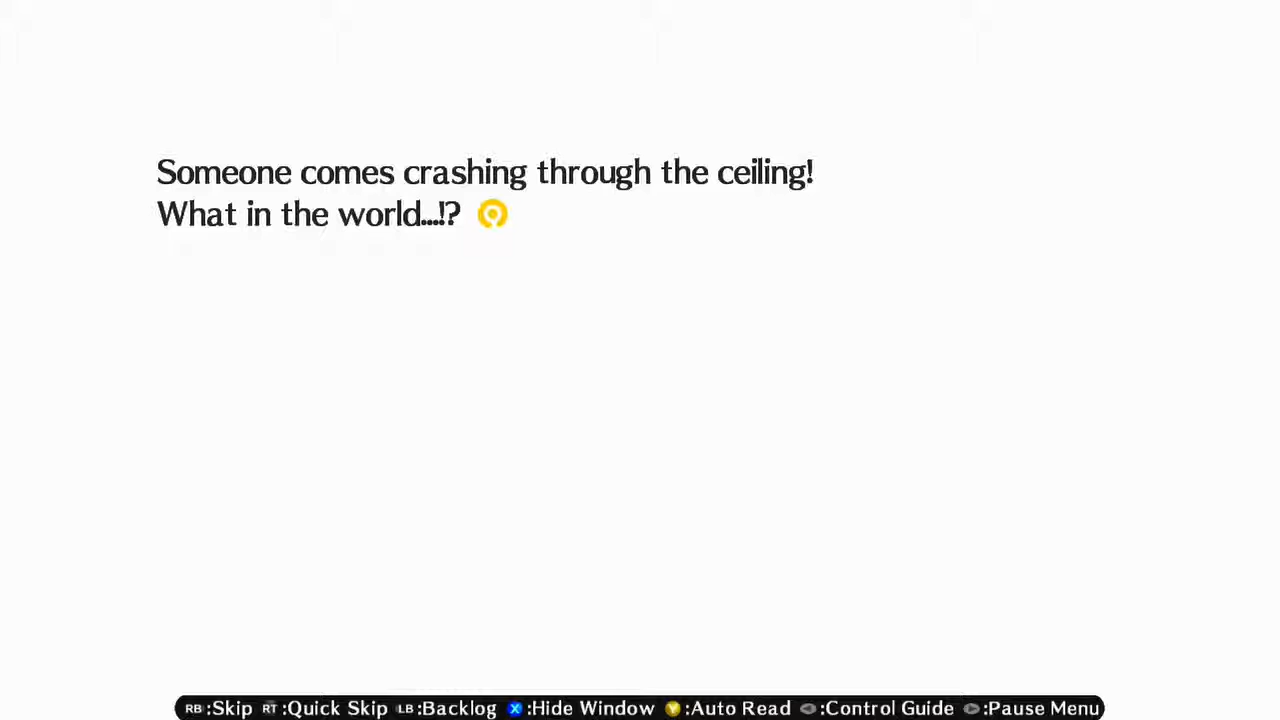 Someone comes crashing through the ceiling!
What in the world...!?
RB:Skip RT:Quick Skip LB:Backlog X:Hide Window Y:Auto Read :Control Guide :Pause Menu